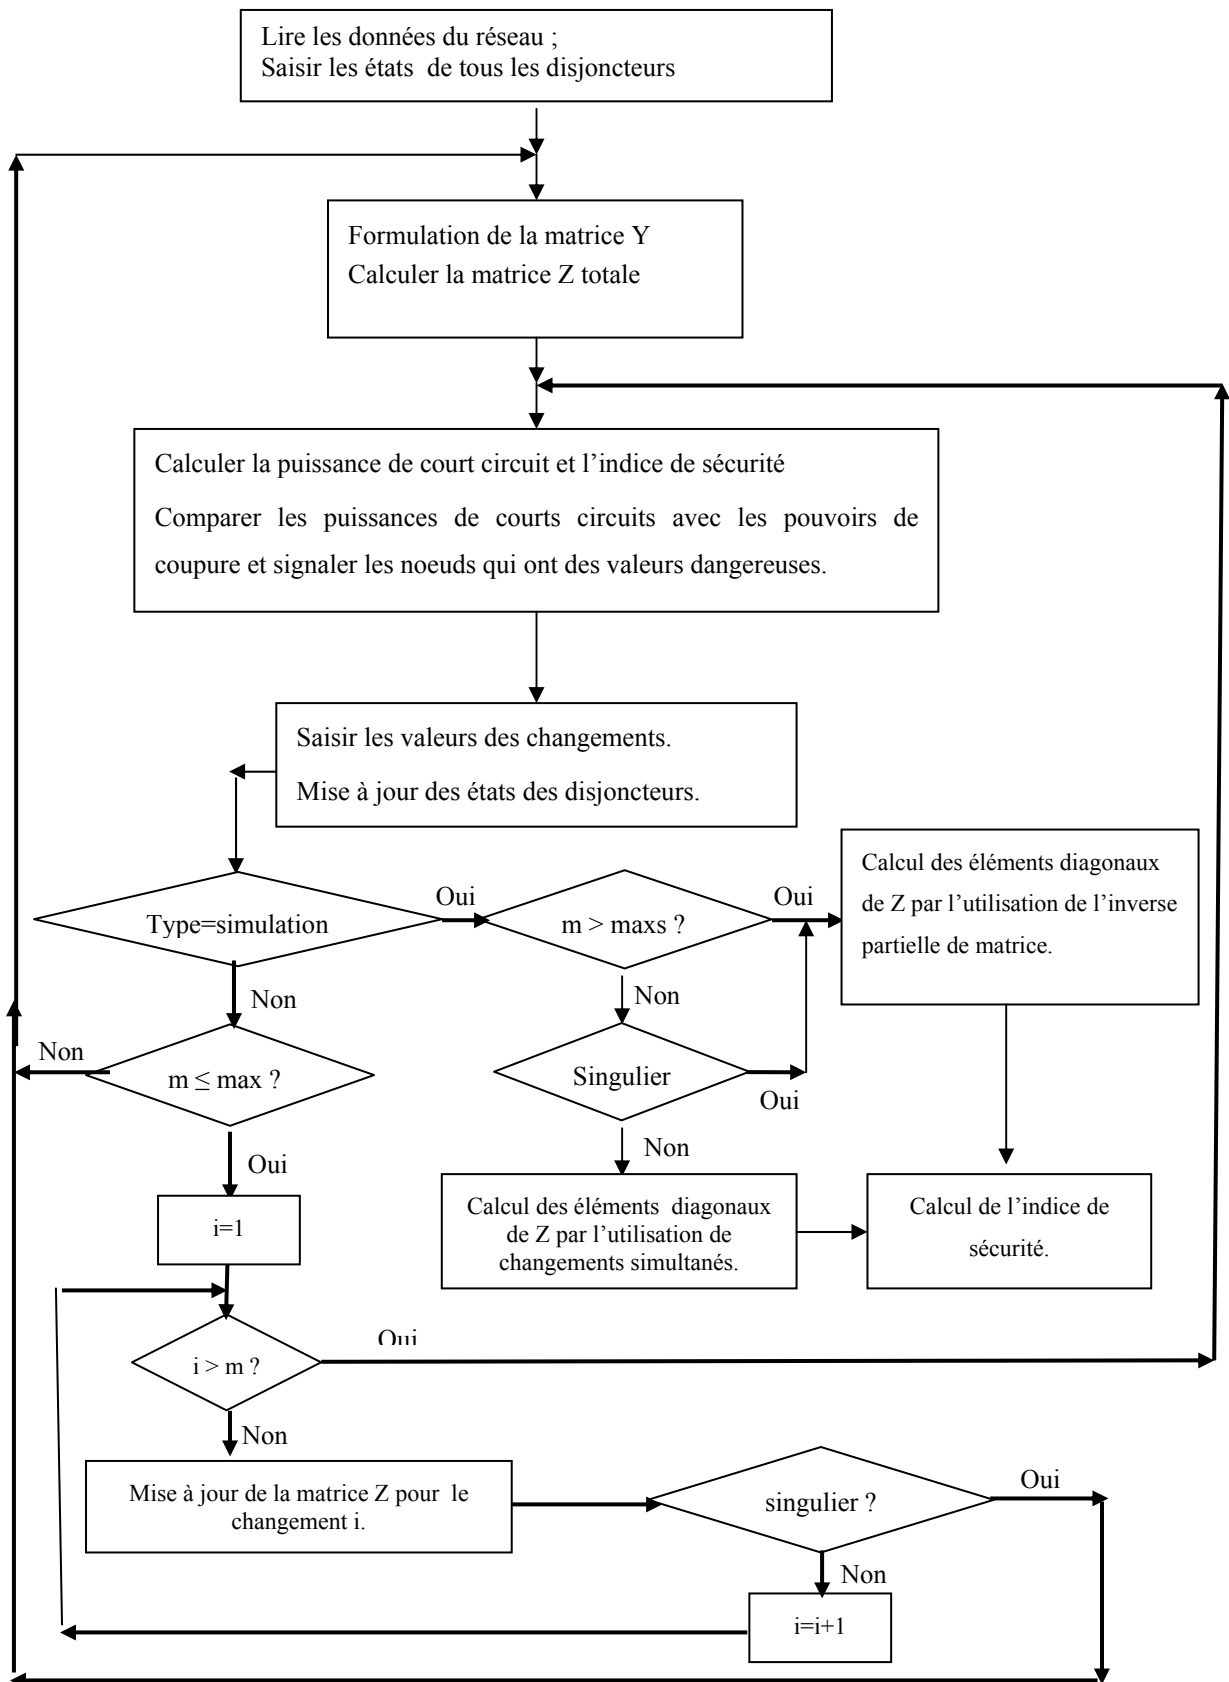 Lire les données du réseau ;
Saisir les états de tous les disjoncteurs
Formulation de la matrice Y
Calculer la matrice Z totale
Calculer la puissance de court circuit et l’indice de sécurité
Comparer les puissances de courts circuits avec les pouvoirs de
coupure et signaler les noeuds qui ont des valeurs dangereuses.
Saisir les valeurs des changements.
Mise à jour des états des disjoncteurs.
Calcul des éléments diagonaux
de Z par l’utilisation de l’inverse
partielle de matrice.
Type=simulation
Oui
m > maxs ?
Oui
Non
Non
Non
m ≤ max ?
Singulier
Oui
Oui
Non
i=1
Calcul des éléments diagonaux
de Z par l’utilisation de
changements simultanés.
Calcul de l’indice de
sécurité.
Oui
i > m ?
Non
Mise à jour de la matrice Z pour le
changement i.
singulier ?
Oui
Non
i=i+1